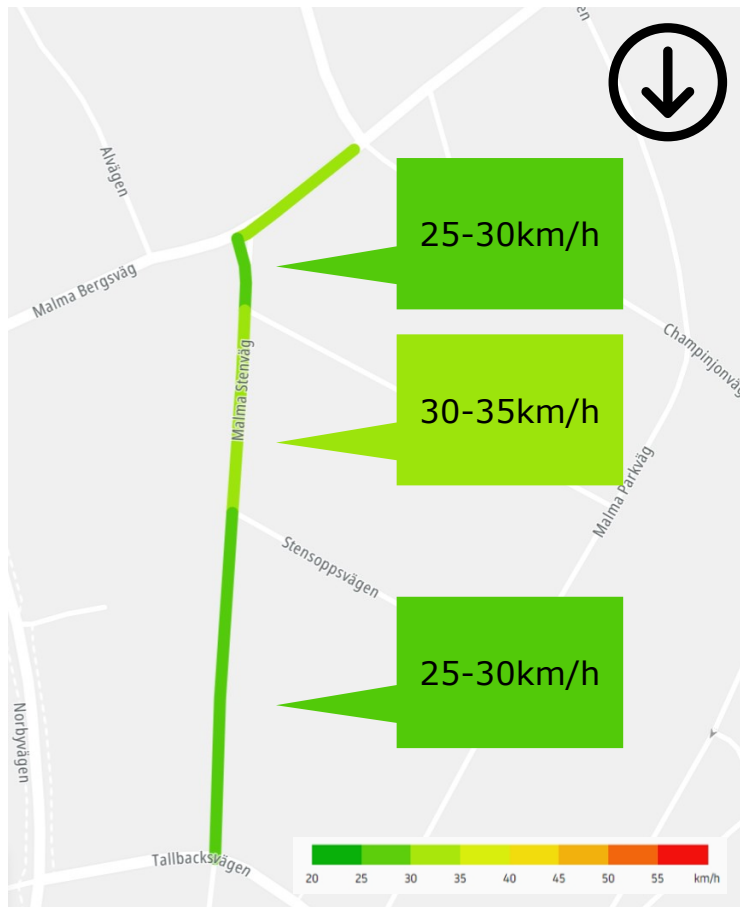 en
Alvägen
25-30km/h
Malma Bergsväg
Champinjonväg
30-35km/h
Malma Stenväg
Malma Parkväg
Stensoppsvägen
25-30km/h
Norbyvägen
Tallbacksvägen
20 25 30 35 40 45 50 55 km/h